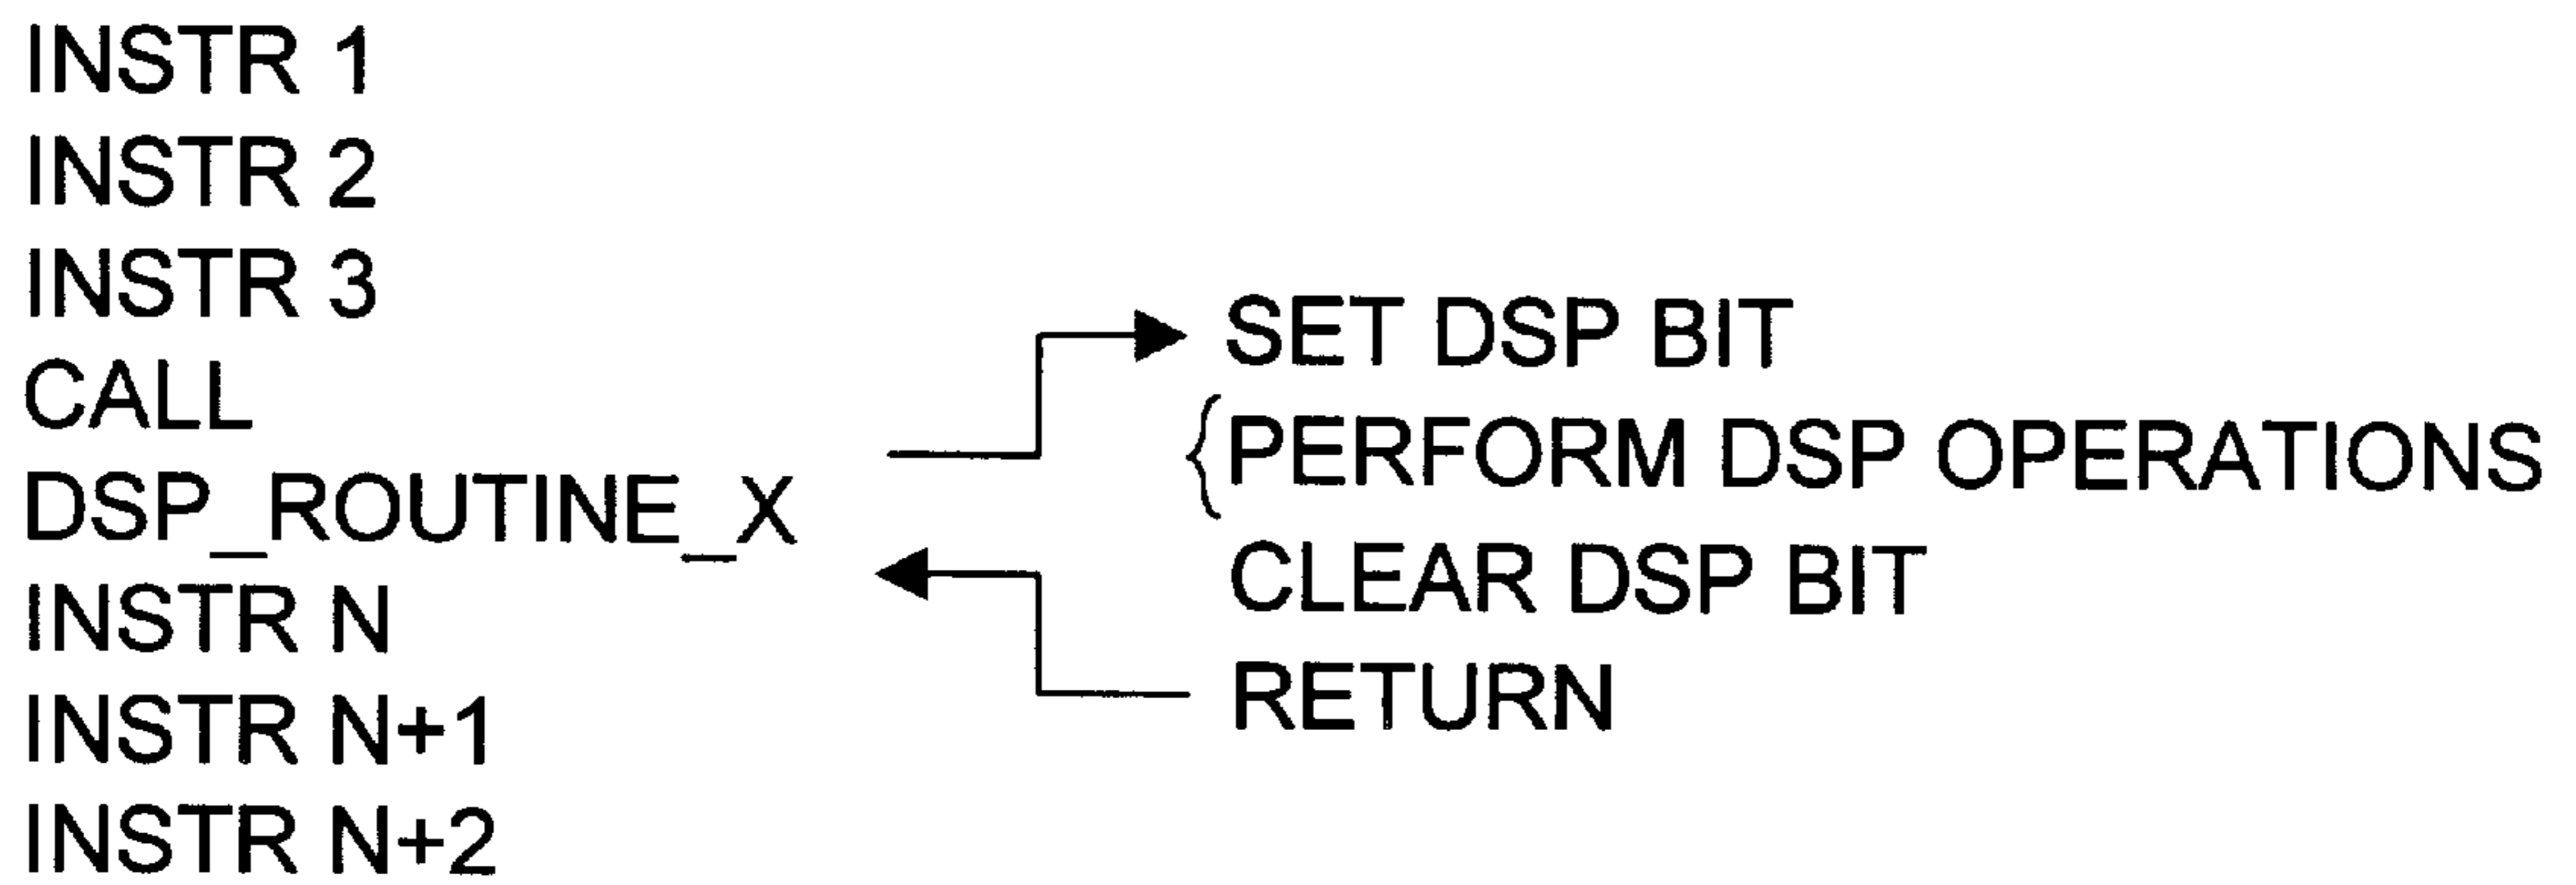 INSTR 1
INSTR 2
INSTR 3
CALL
DSP_ROUTINE_X
INSTR N
INSTR N+1
INSTR N+2
SET DSP BIT
PERFORM DSP OPERATIONS
CLEAR DSP BIT
RETURN